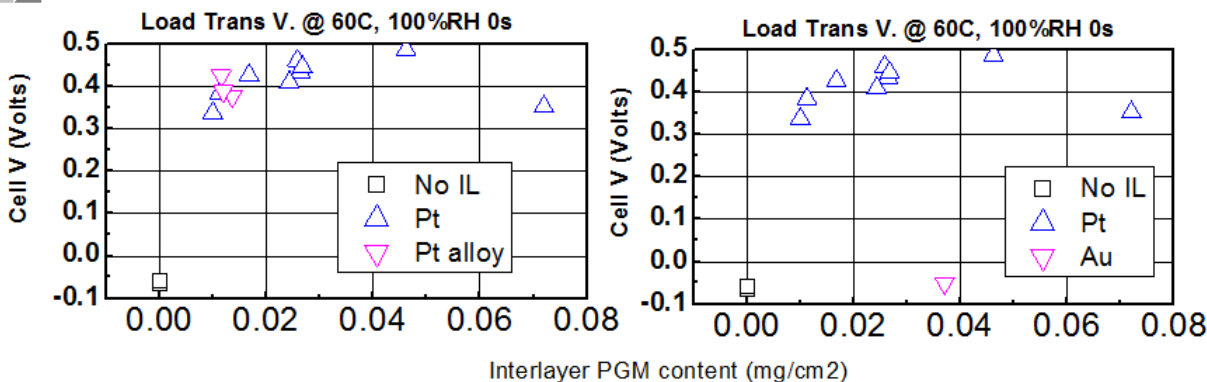 Load Trans V. @ 60C, 100%RH 0s
0.5
0.4
0.3
0.2
0.1
0.0
-0.1
Cell V (Volts)
No IL
Pt
Pt alloy
0.00 0.02 0.04 0.06 0.08
Load Trans V. @ 60C, 100%RH 0s
0.5
0.4
0.3
0.2
0.1
0.0
-0.1
Cell V (Volts)
No IL
Pt
Au
0.00 0.02 0.04 0.06 0.08
Interlayer PGM content (mg/cm2)